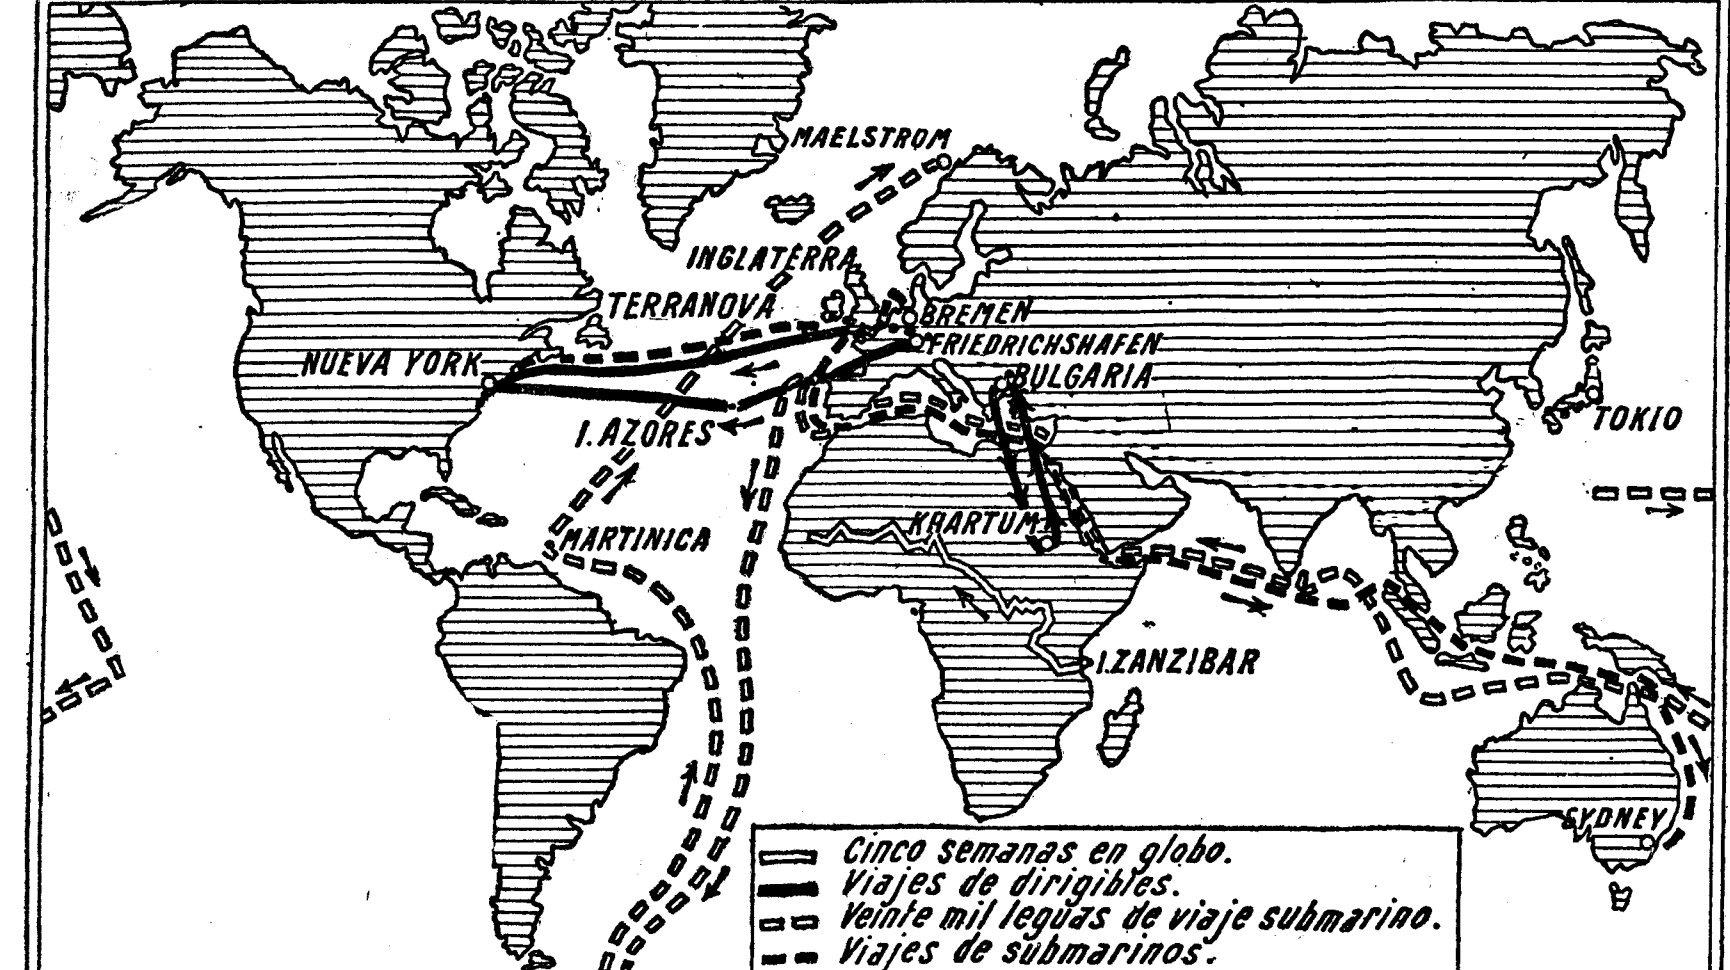 MAELSTROM
INGLATERRA
TERRANOVA
BREMEN
NUEVA YORK
FRIEDRICHSHAFEN
BULGARIA
I. AZORES
TOKIO
KHARTUM
MARTINICA
I. ZANZIBAR
SYDNEY
Cinco semanas en globo.
Viajes de dirigibles.
Veinte mil leguas de viaje submarino.
Viajes de submarinos.